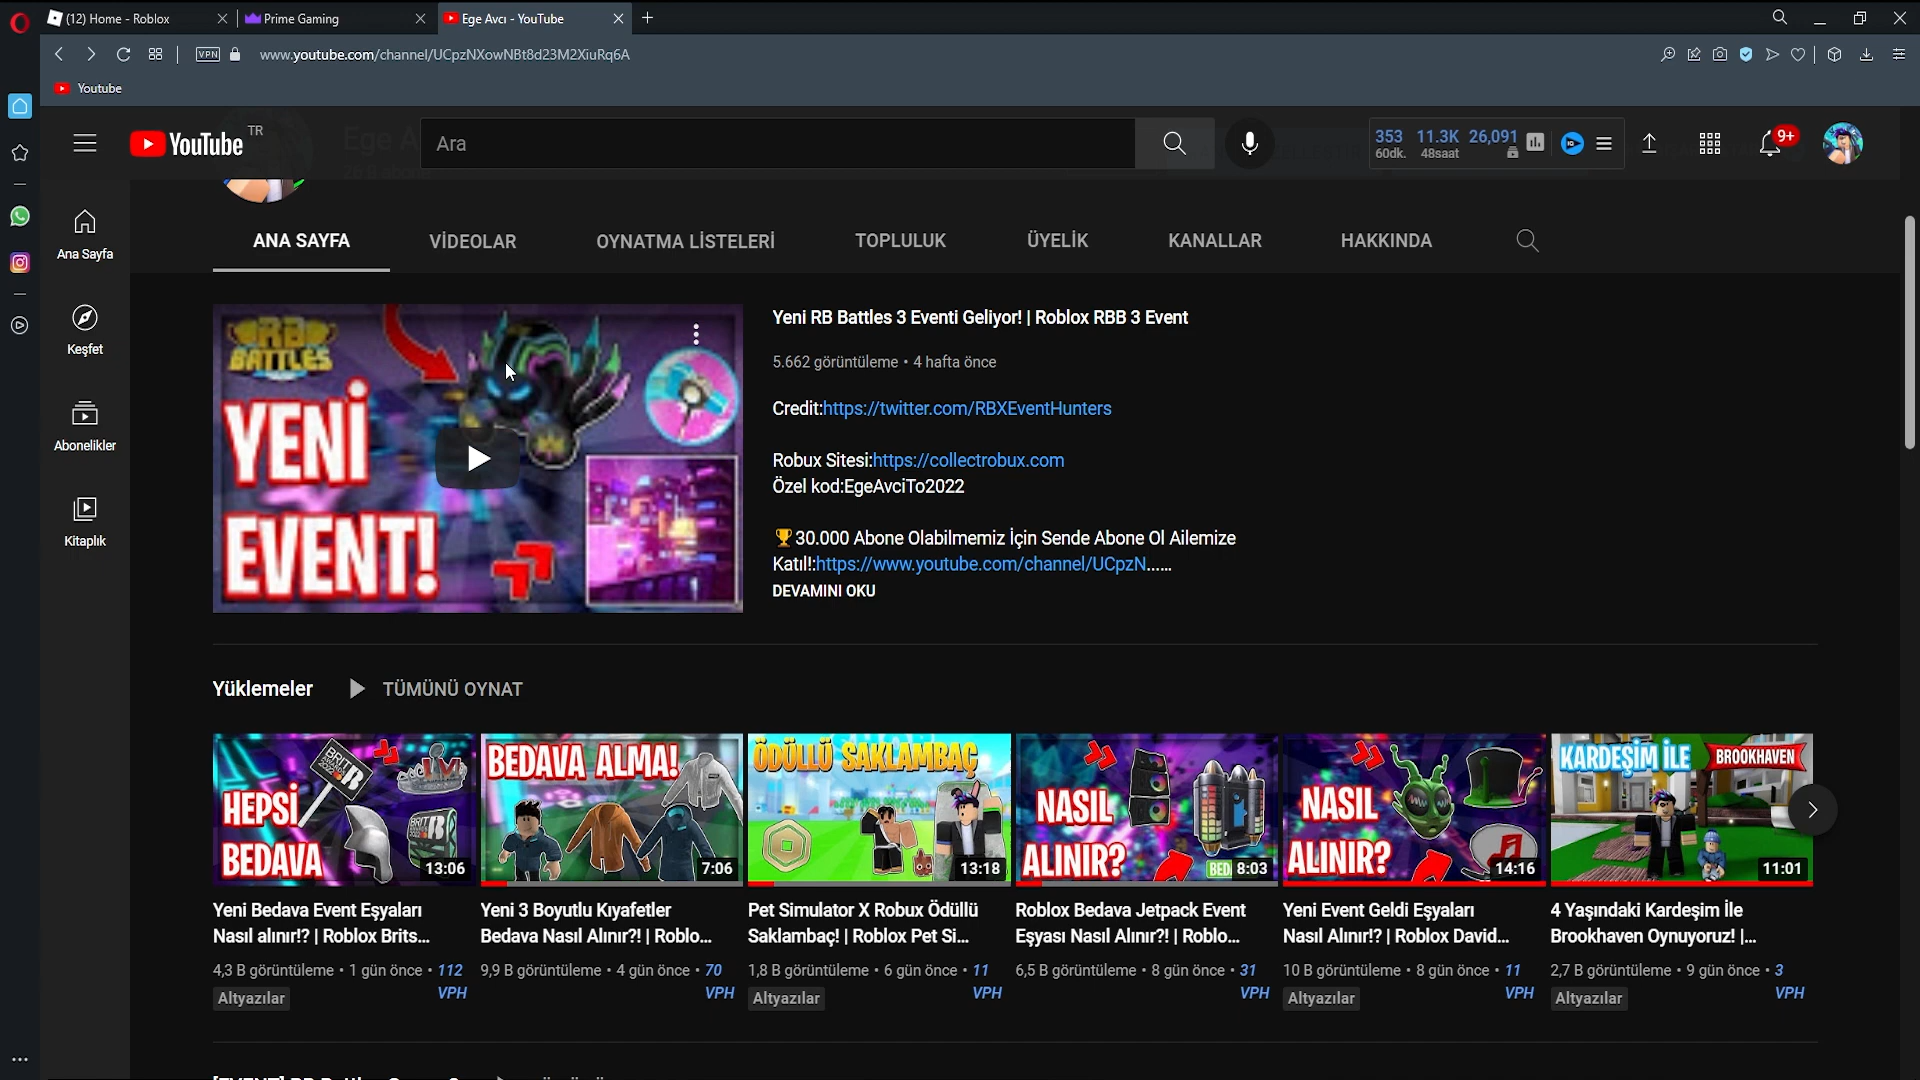 (12) Home - Roblox
Prime Gaming
Ege Avcı - YouTube
VPN
www.youtube.com/channel/UCpzNXowNBt8d23M2XiuRq6A
Youtube
YouTube TR
Ege A
Ara
353 11.3K 26,091
60dk. 48saat
9+
Ana Sayfa
Keşfet
Abonelikler
Kitaplık
ANA SAYFA VİDEOLAR OYNATMA LİSTELERİ TOPLULUK ÜYELİK KANALLAR HAKKINDA
RB
BATTLES
YENİ
EVENT!
Yeni RB Battles 3 Eventi Geliyor! | Roblox RBB 3 Event
5.662 görüntüleme • 4 hafta önce
Credit:https://twitter.com/RBXEventHunters
Robux Sitesi:https://collectrobux.com
Özel kod:EgeAvciTo2022
🏆30.000 Abone Olabilmemiz İçin Sende Abone Ol Ailemize
Katıl!:https://www.youtube.com/channel/UCpzN......
DEVAMINI OKU
Yüklemeler TÜMÜNÜ OYNAT
HEPSİ
BEDAVA
13:06
Yeni Bedava Event Eşyaları
Nasıl alınır!? | Roblox Brits...
4,3 B görüntüleme • 1 gün önce • 112
VPH
Altyazılar
BEDAVA ALMA!
7:06
Yeni 3 Boyutlu Kıyafetler
Bedava Nasıl Alınır?! | Roblo...
9,9 B görüntüleme • 4 gün önce • 70
VPH
ÖDÜLLÜ SAKLAMBAÇ
13:18
Pet Simulator X Robux Ödüllü
Saklambaç! | Roblox Pet Si...
1,8 B görüntüleme • 6 gün önce • 11
VPH
Altyazılar
NASIL
ALINIR?
BED
8:03
Roblox Bedava Jetpack Event
Eşyası Nasıl Alınır?! | Roblo...
6,5 B görüntüleme • 8 gün önce • 31
VPH
NASIL
ALINIR?
14:16
Yeni Event Geldi Eşyaları
Nasıl Alınır!? | Roblox David...
10 B görüntüleme • 8 gün önce • 11
VPH
Altyazılar
KARDEŞİM İLE BROOKHAVEN
11:01
4 Yaşındaki Kardeşim İle
Brookhaven Oynuyoruz! |...
2,7 B görüntüleme • 9 gün önce • 3
VPH
Altyazılar